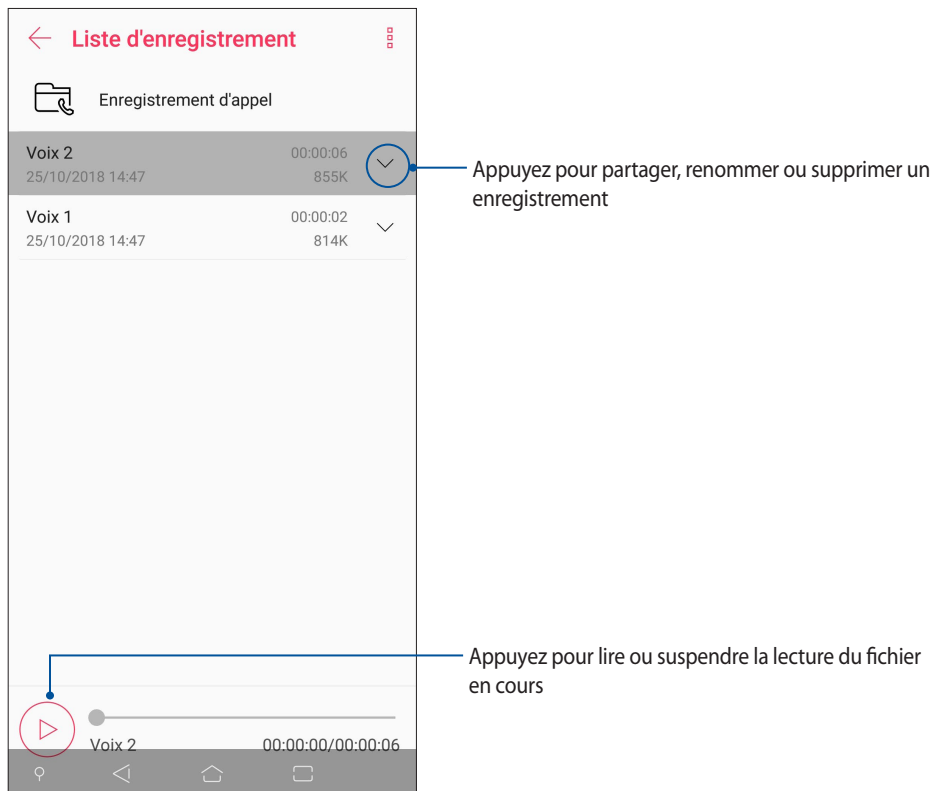 Liste d'enregistrement
Enregistrement d'appel
Voix 2 00:00:06
25/10/2018 14:47 855K
Appuyez pour partager, renommer ou supprimer un
enregistrement
Voix 1 00:00:02
25/10/2018 14:47 814K
Appuyez pour lire ou suspendre la lecture du fichier
en cours
Voix 2 00:00:00/00:00:06